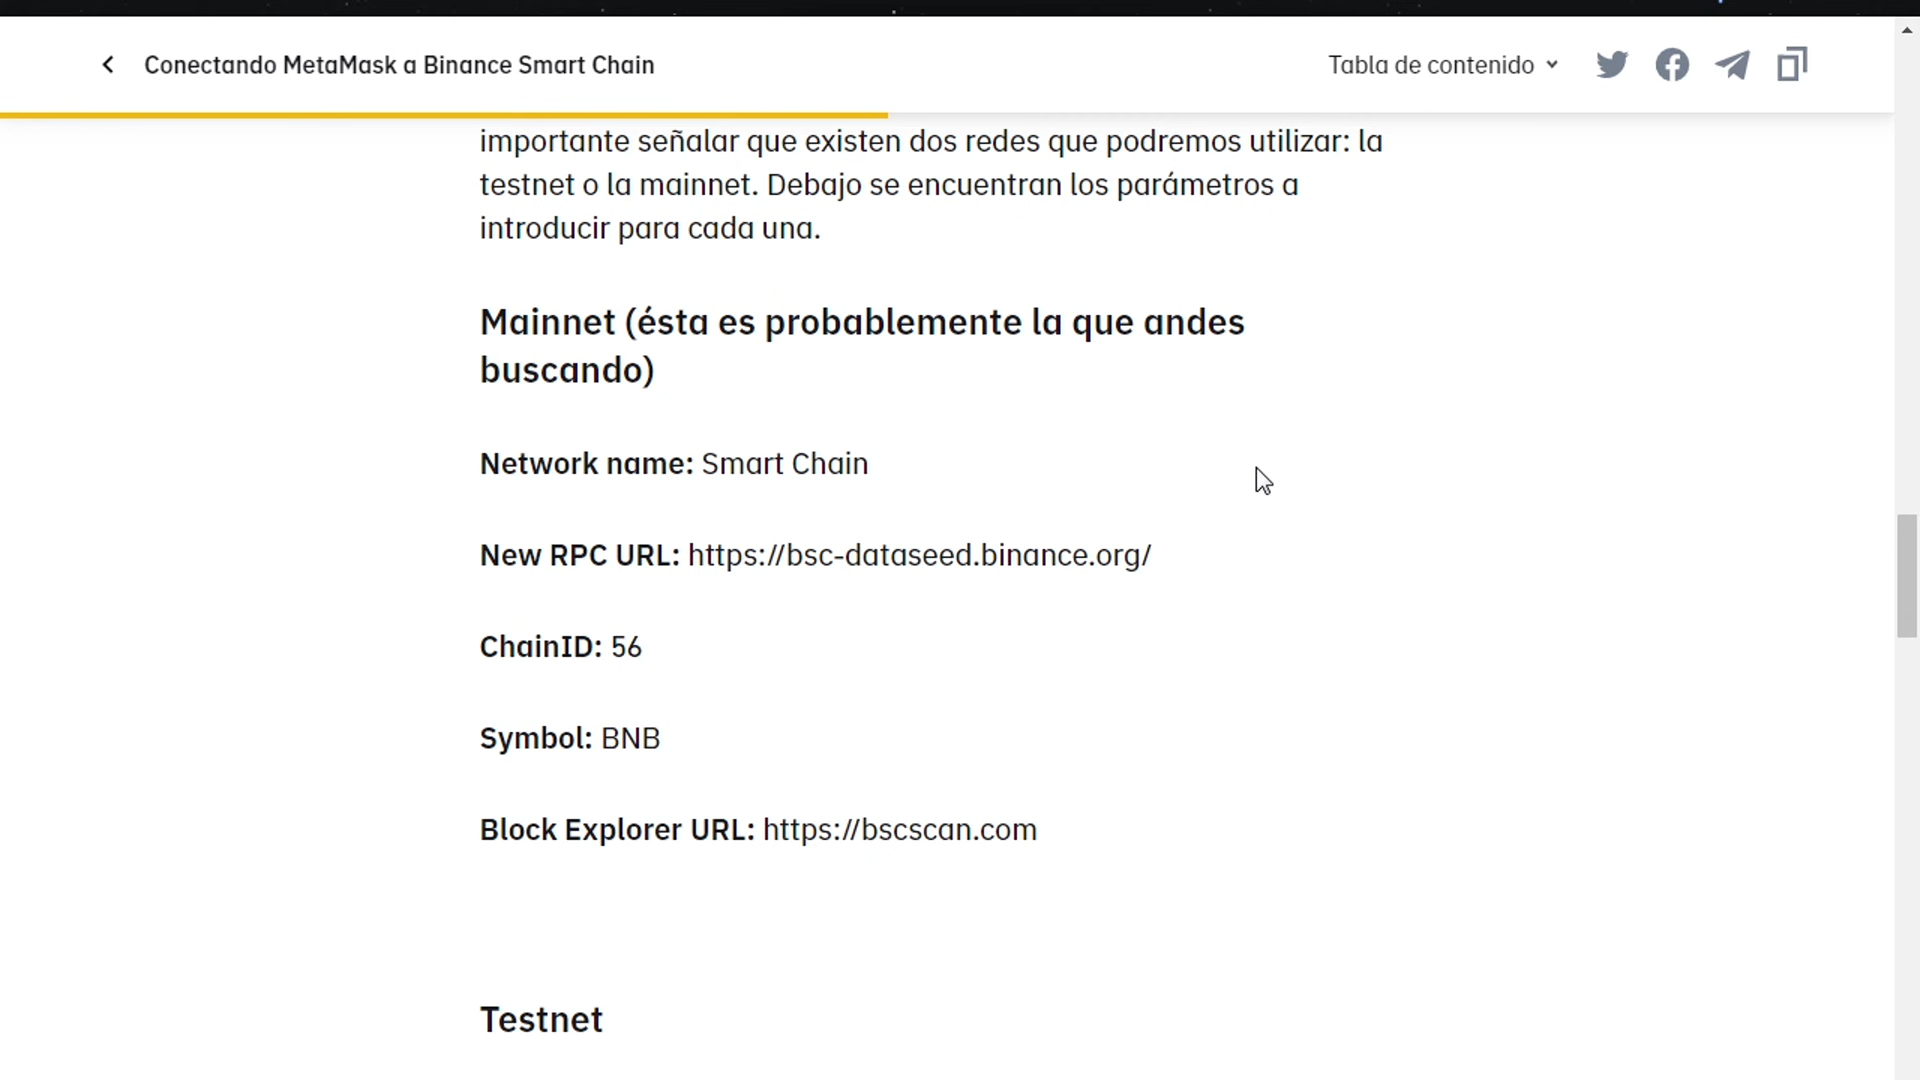 Conectando MetaMask a Binance Smart Chain
Tabla de contenido
importante señalar que existen dos redes que podremos utilizar: la
testnet o la mainnet. Debajo se encuentran los parámetros a
introducir para cada una.
Mainnet (ésta es probablemente la que andes
buscando)
Network name: Smart Chain
New RPC URL: https://bsc-dataseed.binance.org/
ChainID: 56
Symbol: BNB
Block Explorer URL: https://bscscan.com
Testnet